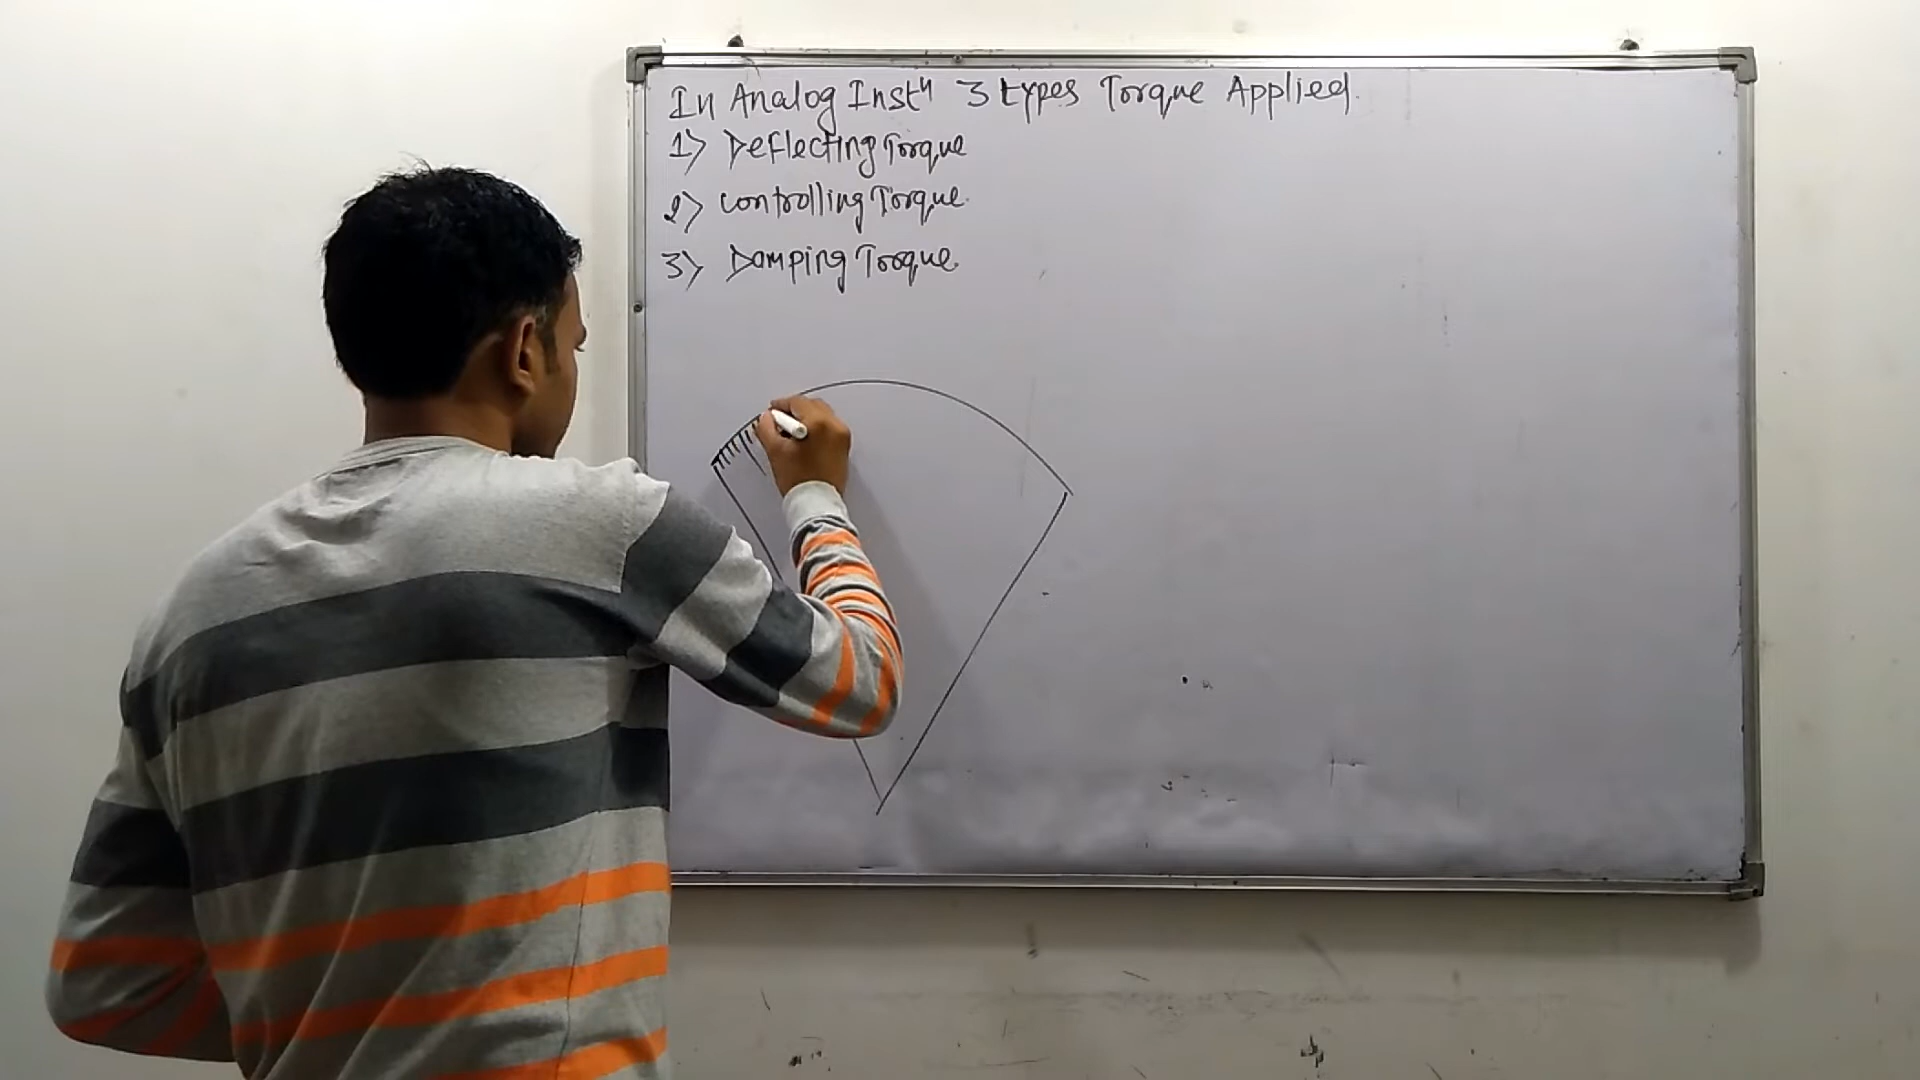 In Analog Instⁿ 3 types Torque Applied.
1) Deflecting Torque
2) Controlling Torque.
3) Damping Torque.